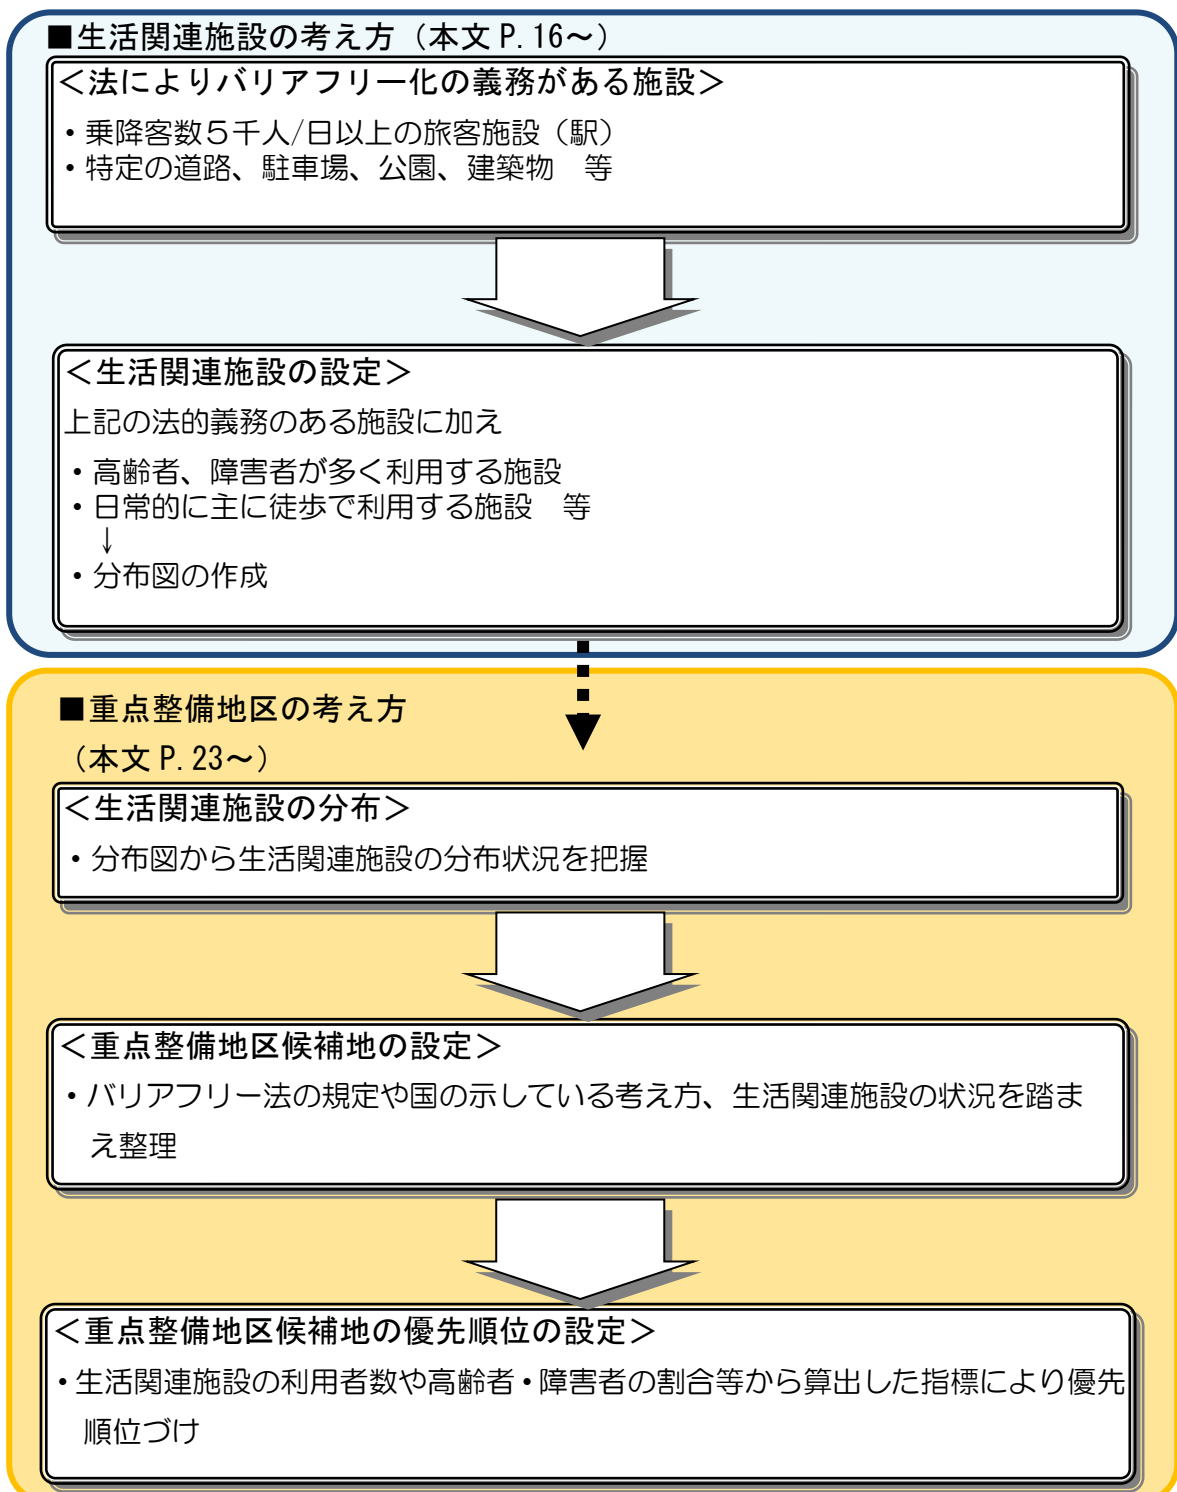 ■生活関連施設の考え方（本文 P.16～）
＜法によりバリアフリー化の義務がある施設＞
・乗降客数５千人/日以上の旅客施設（駅）
・特定の道路、駐車場、公園、建築物　等
＜生活関連施設の設定＞
上記の法的義務のある施設に加え
・高齢者、障害者が多く利用する施設
・日常的に主に徒歩で利用する施設　等
↓
・分布図の作成
■重点整備地区の考え方
（本文 P.23～）
＜生活関連施設の分布＞
・分布図から生活関連施設の分布状況を把握
＜重点整備地区候補地の設定＞
・バリアフリー法の規定や国の示している考え方、生活関連施設の状況を踏ま
え整理
＜重点整備地区候補地の優先順位の設定＞
・生活関連施設の利用者数や高齢者・障害者の割合等から算出した指標により優先
順位づけ